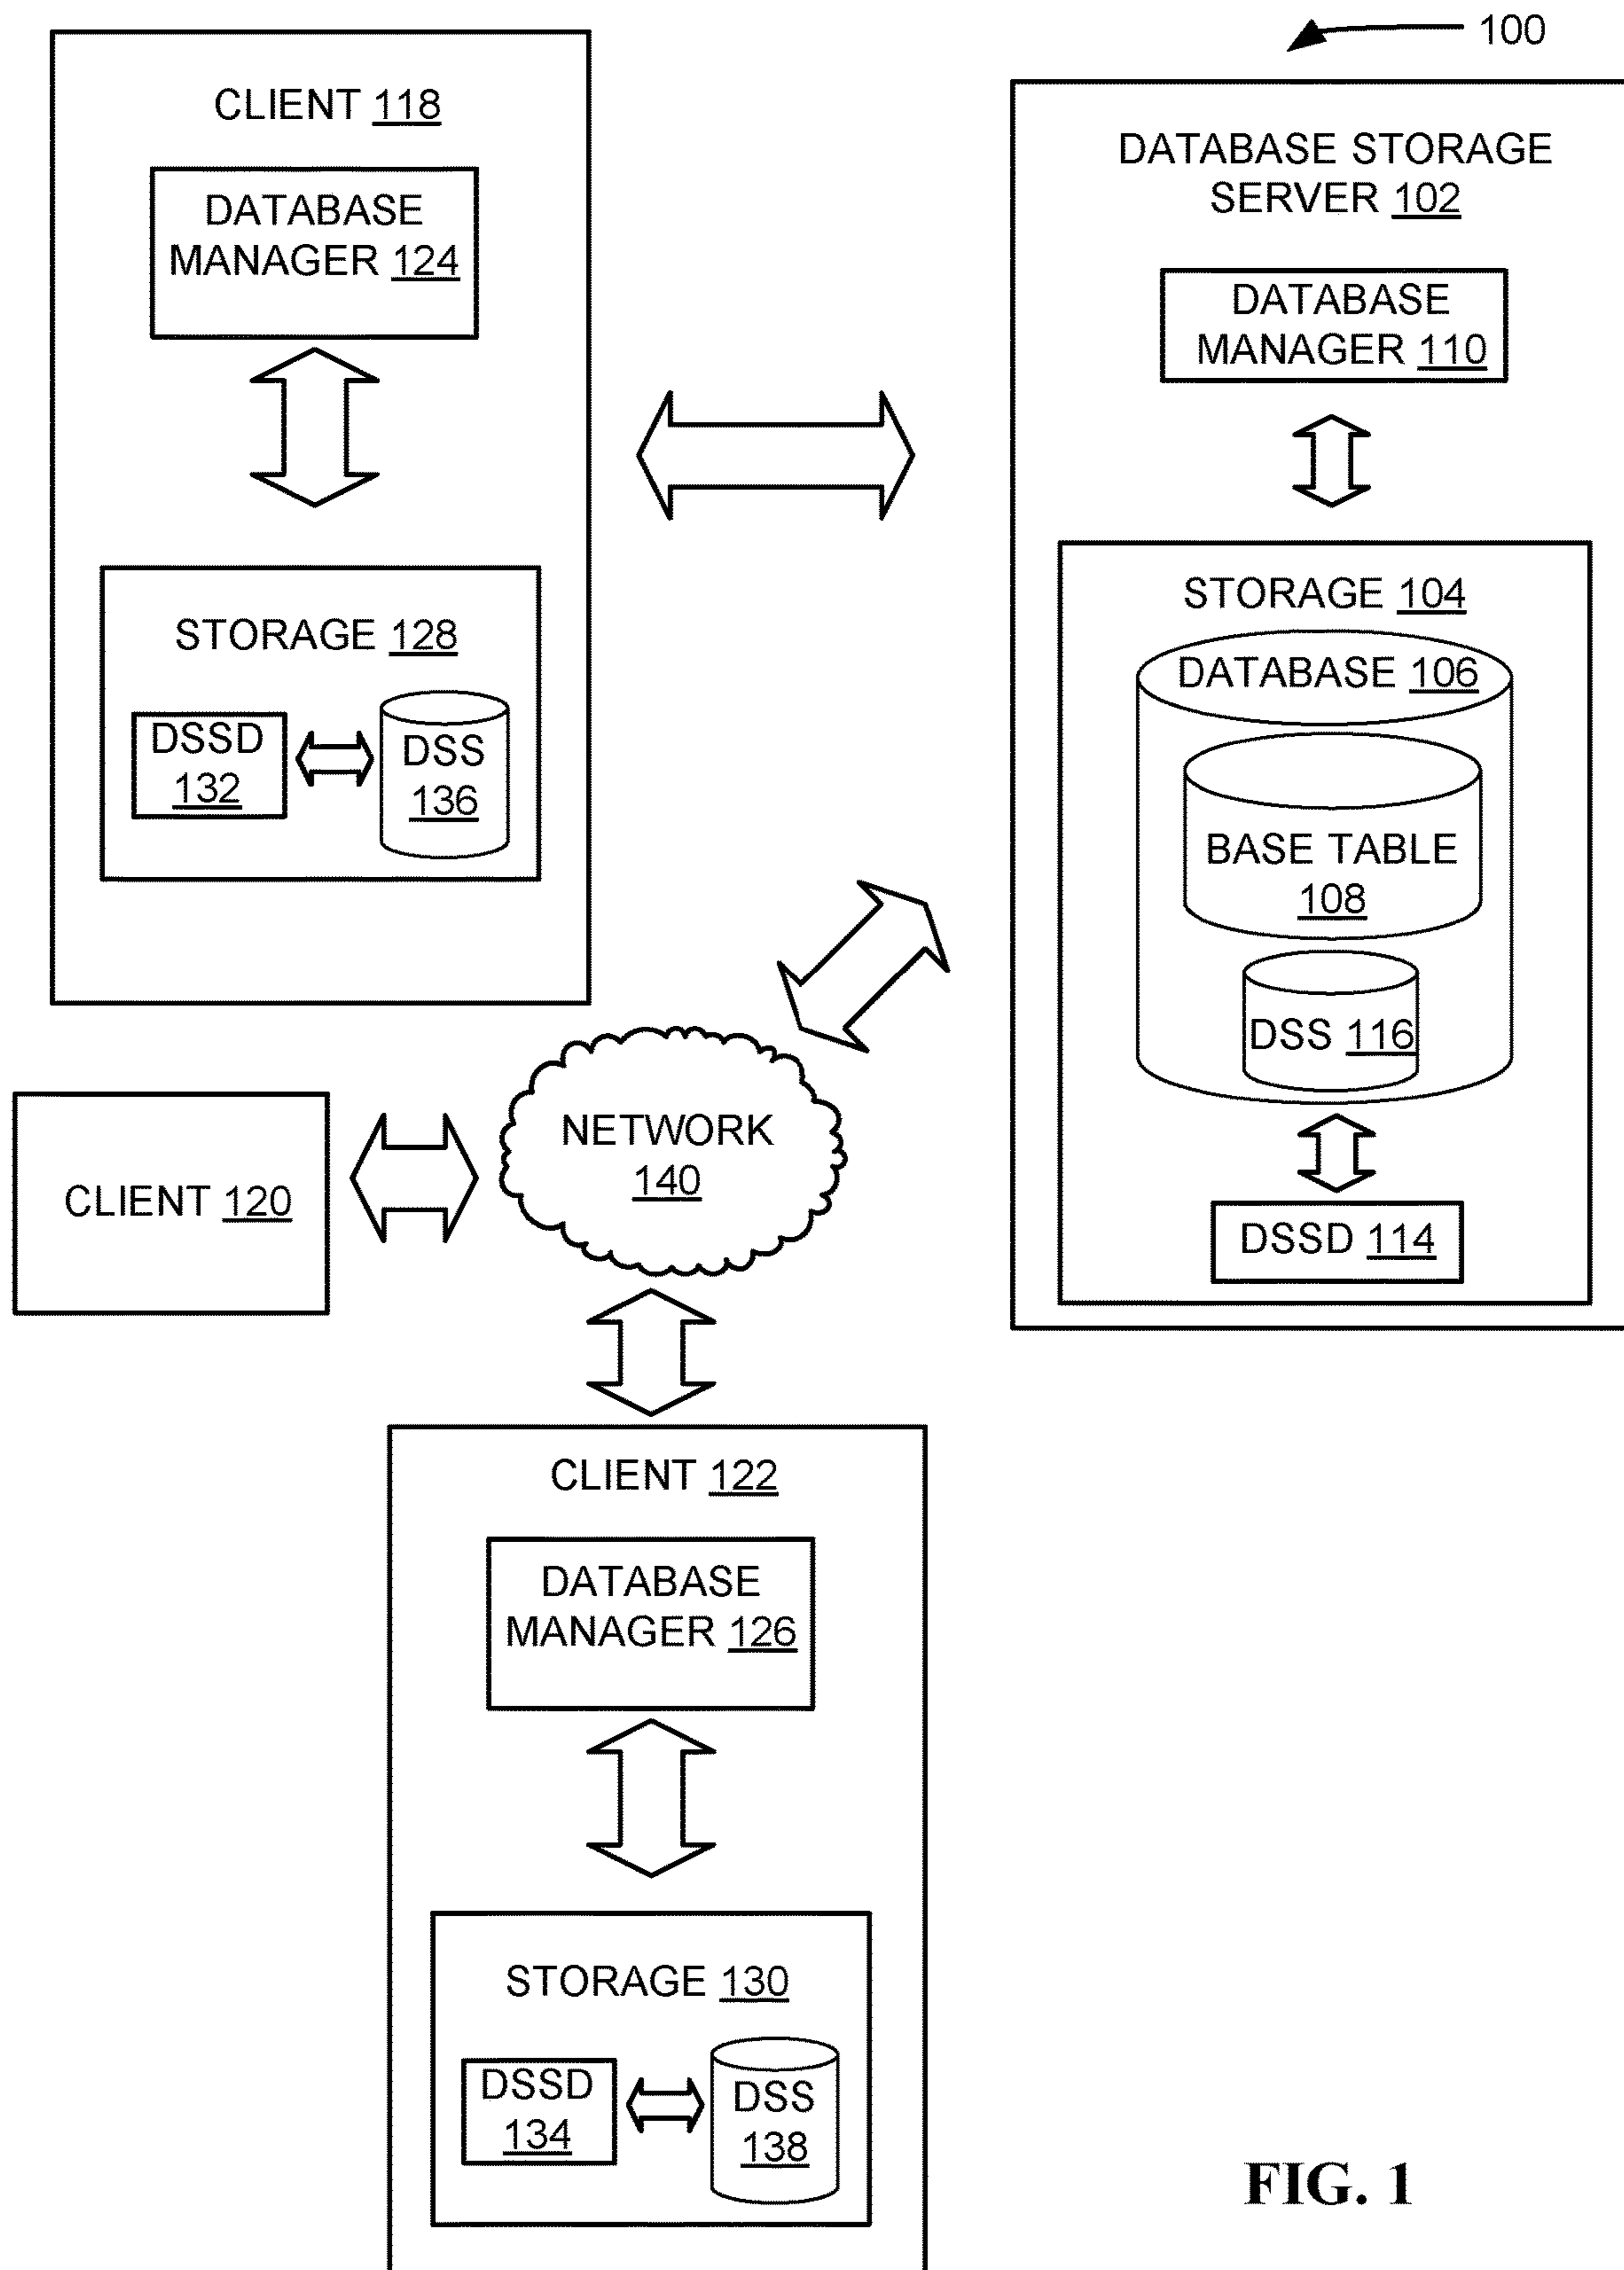 100
CLIENT 118
DATABASE
MANAGER 124
STORAGE 128
DSSD
132
DSS
136
DATABASE STORAGE
SERVER 102
DATABASE
MANAGER 110
STORAGE 104
DATABASE 106
BASE TABLE
108
DSS 116
DSSD 114
NETWORK
140
CLIENT 120
CLIENT 122
DATABASE
MANAGER 126
STORAGE 130
DSSD
134
DSS
138
FIG. 1